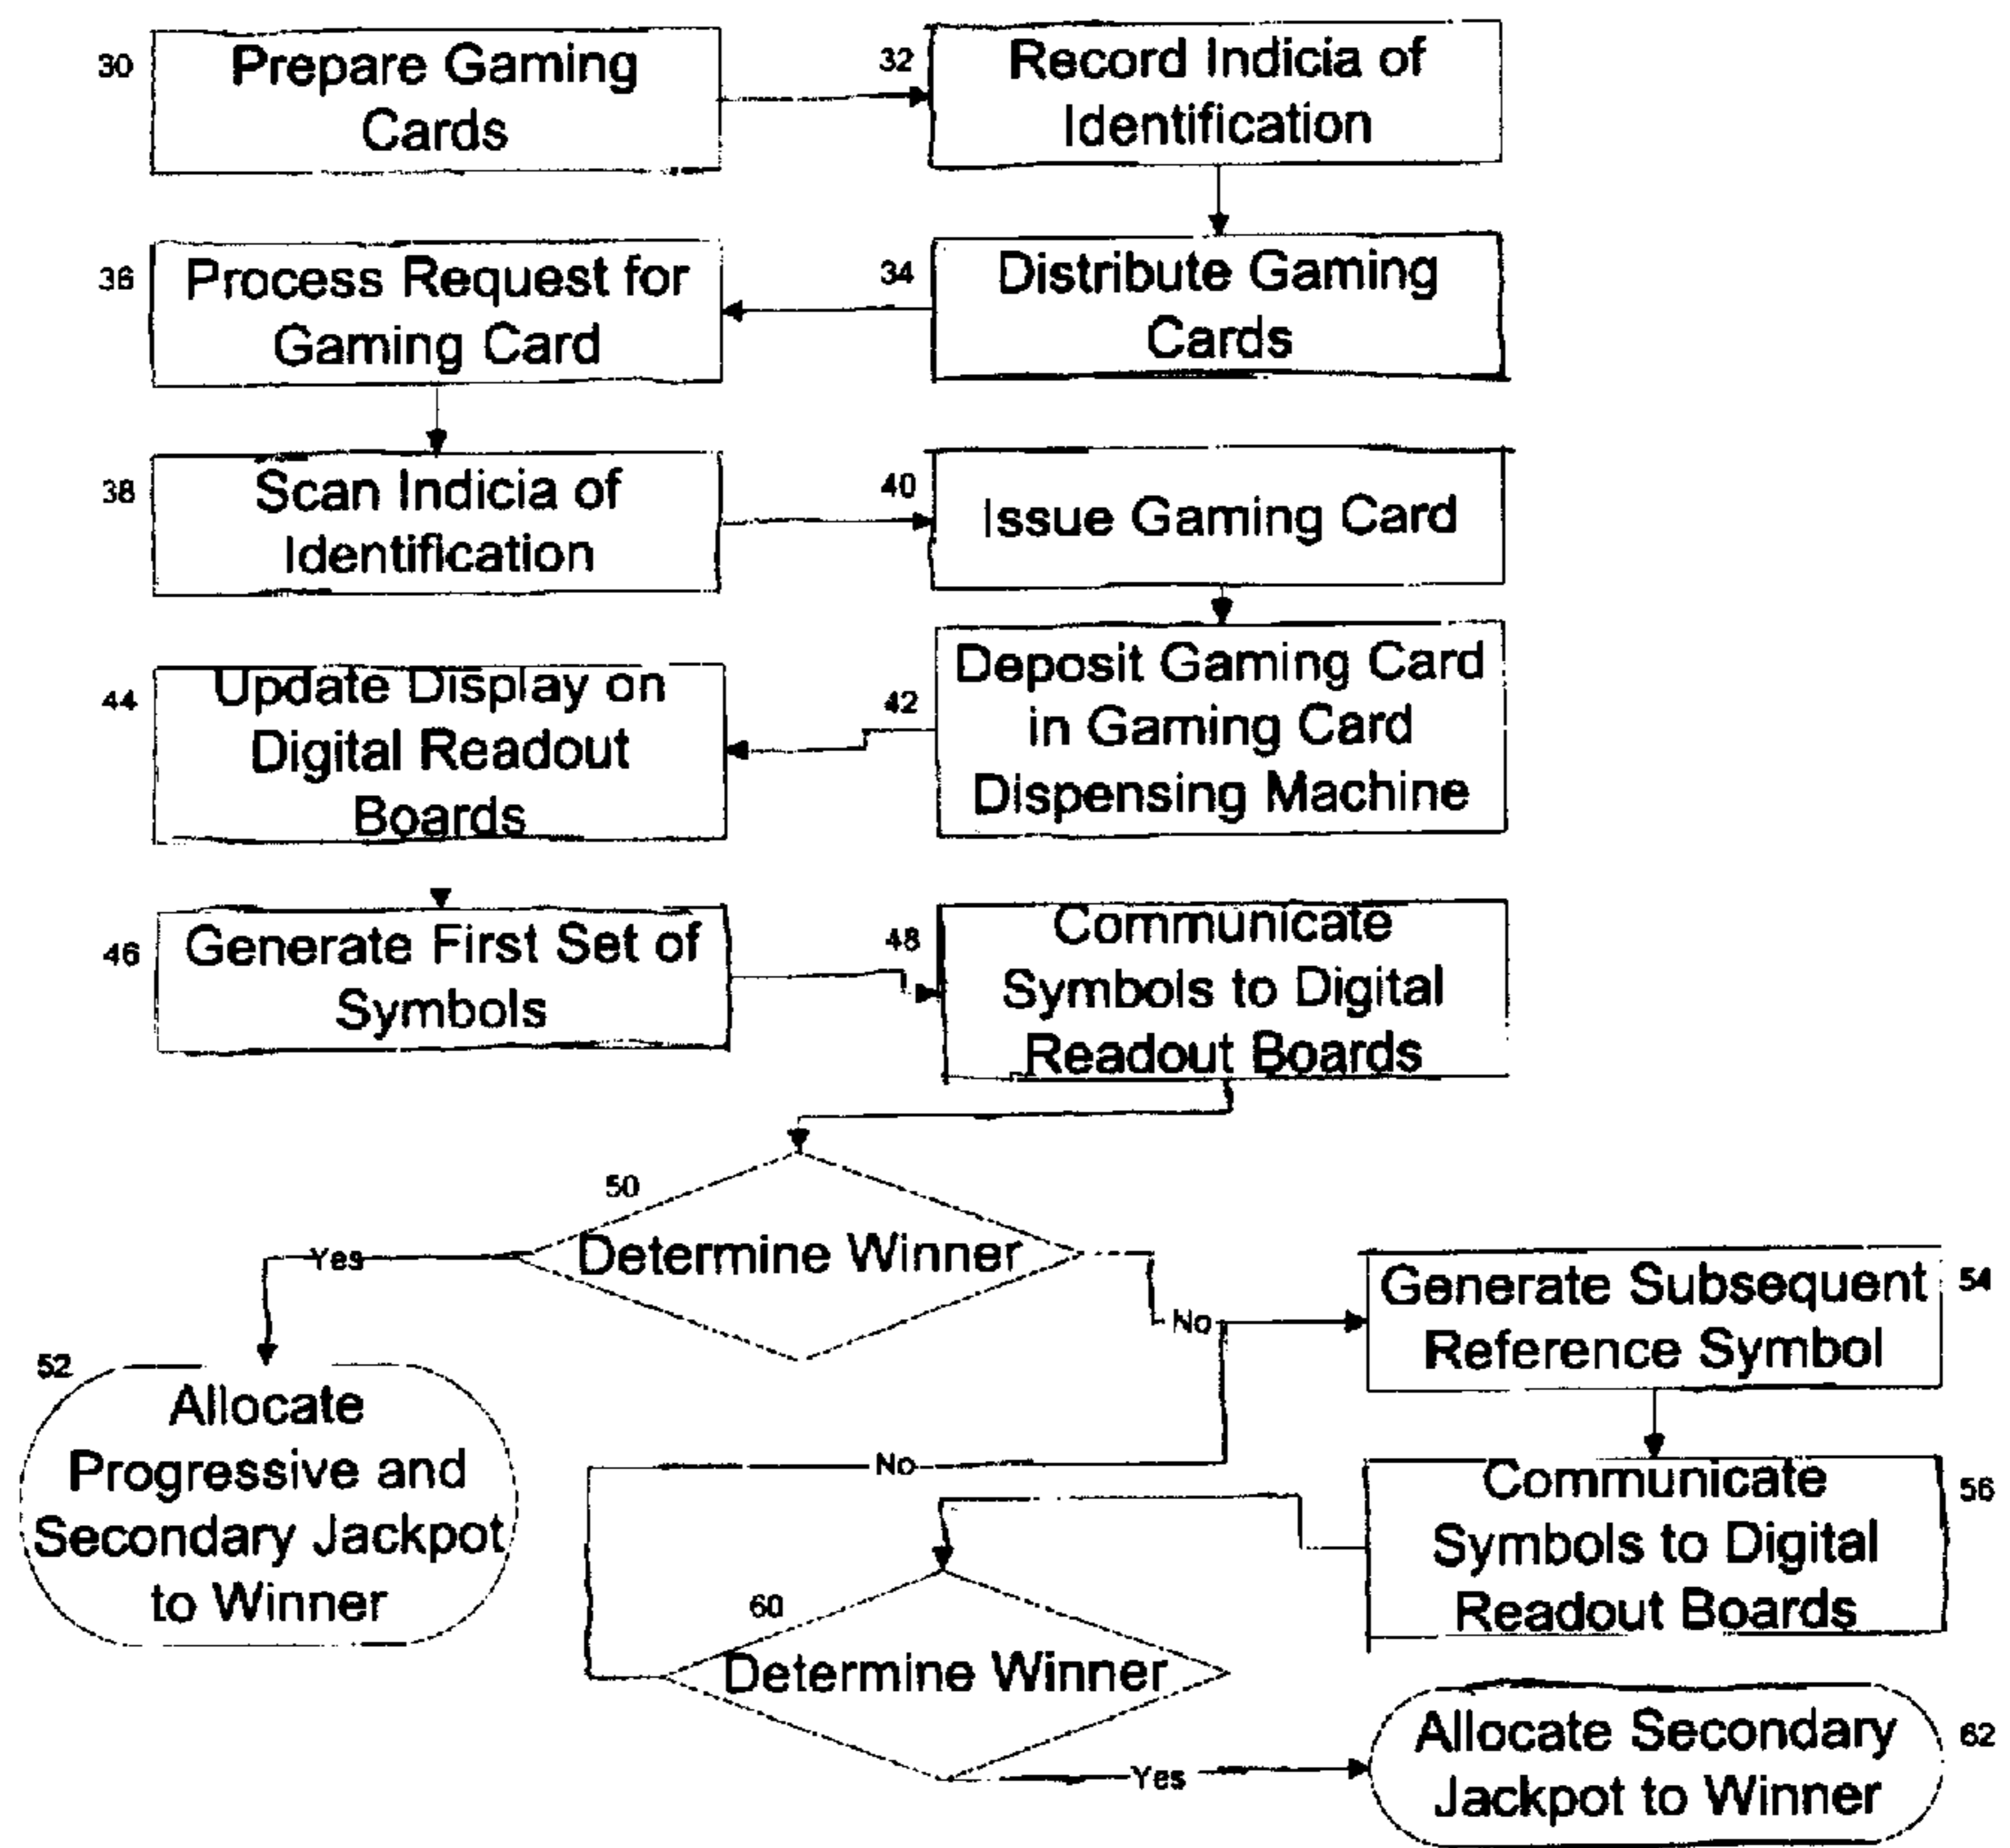 30
Prepare Gaming
Cards
32
Record Indicia of
Identification
36
Process Request for
Gaming Card
34
Distribute Gaming
Cards
38
Scan Indicia of
Identification
40
Issue Gaming Card
44
Update Display on
Digital Readout
Boards
42
Deposit Gaming Card
in Gaming Card
Dispensing Machine
46
Generate First Set of
Symbols
48
Communicate
Symbols to Digital
Readout Boards
50
Determine Winner
Yes
No
54
Generate Subsequent
Reference Symbol
52
Allocate
Progressive and
Secondary Jackpot
to Winner
No
56
Communicate
Symbols to Digital
Readout Boards
60
Determine Winner
Yes
62
Allocate Secondary
Jackpot to Winner